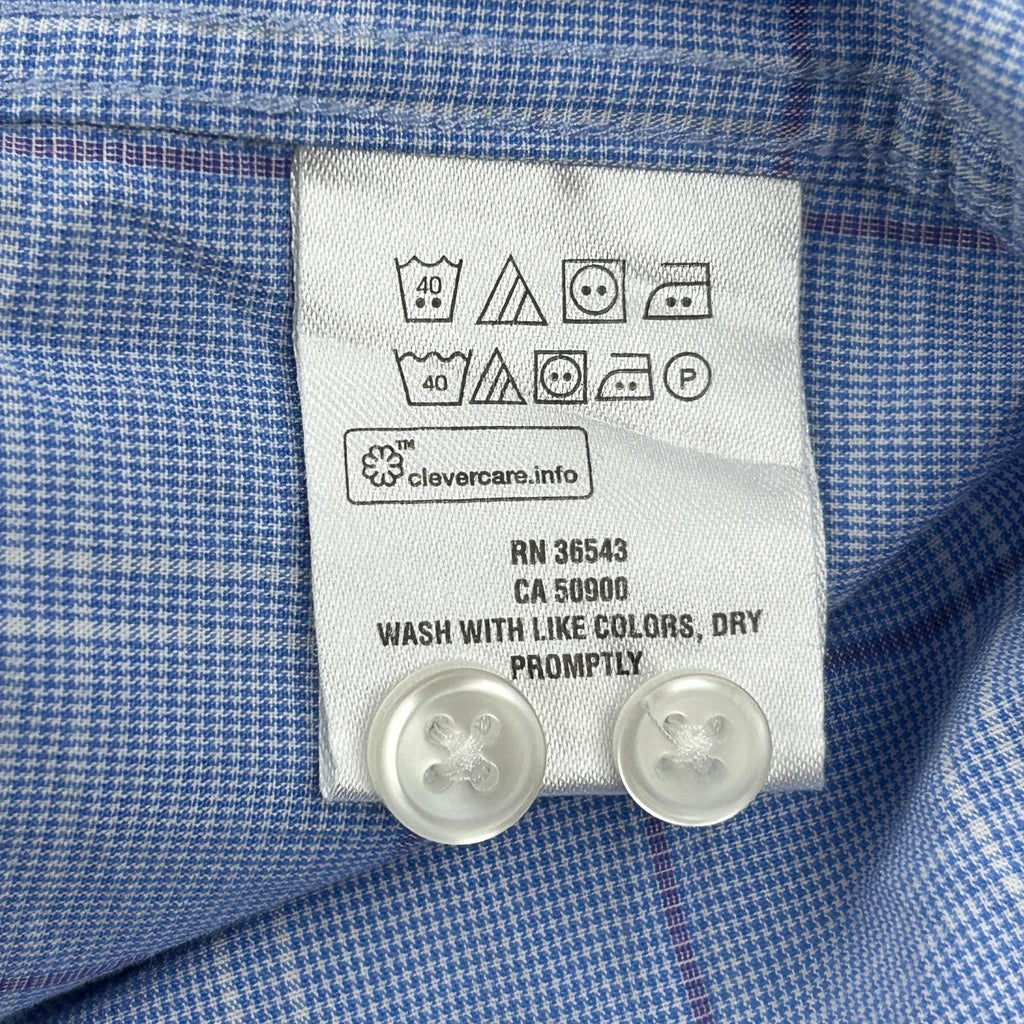 40
40 P
™
clevercare.info
RN 36543
CA 50900
WASH WITH LIKE COLORS, DRY
PROMPTLY